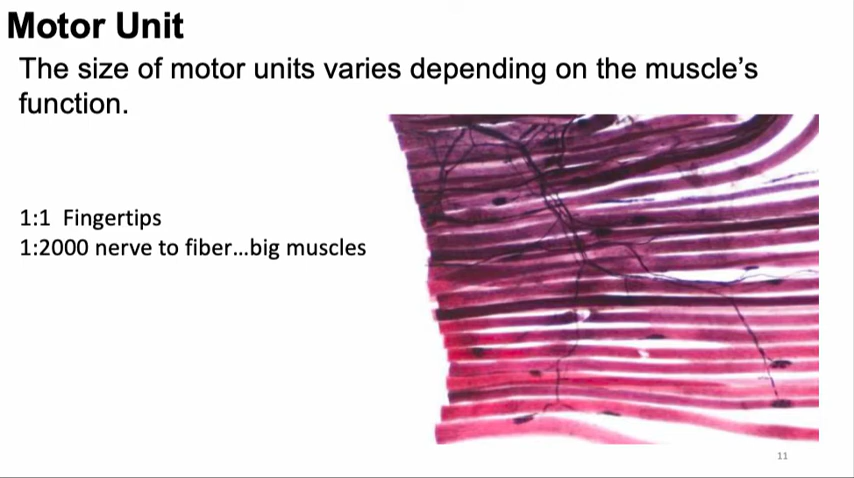 Motor Unit
The size of motor units varies depending on the muscle’s
function.
1:1  Fingertips
1:2000 nerve to fiber...big muscles
11